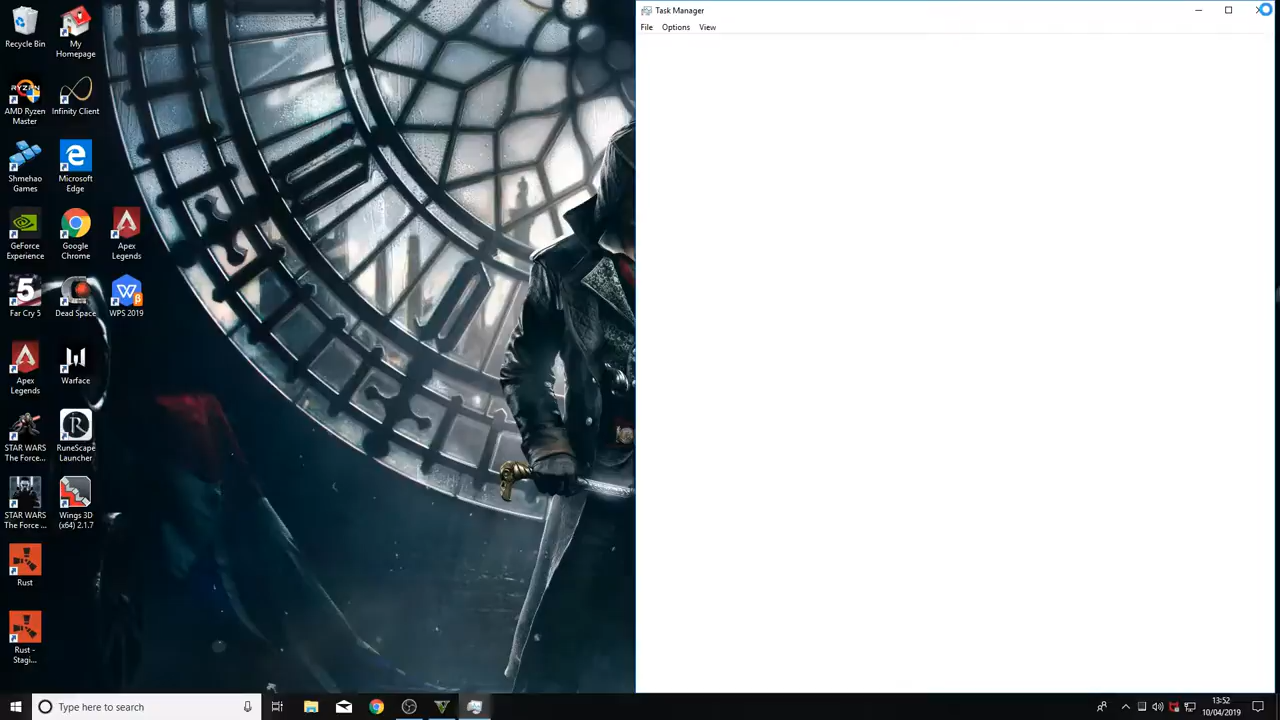 Task Manager
File Options View
Recycle Bin
My Homepage
AMD Ryzen Master
Infinity Client
Shmehao Games
Microsoft Edge
GeForce Experience
Google Chrome
Apex Legends
5
Far Cry 5
Dead Space
W
β
WPS 2019
Apex Legends
Warface
STAR WARS The Force...
R
RuneScape Launcher
STAR WARS The Force ...
Wings 3D (x64) 2.1.7
Rust
Rust - Stagi...
Type here to search
13:52
10/04/2019